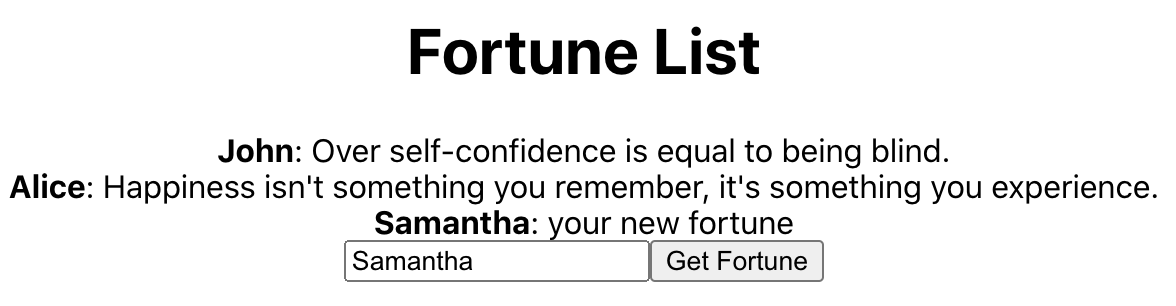 Fortune List
John: Over self-confidence is equal to being blind.
Alice: Happiness isn't something you remember, it's something you experience.
Samantha: your new fortune
Samantha Get Fortune